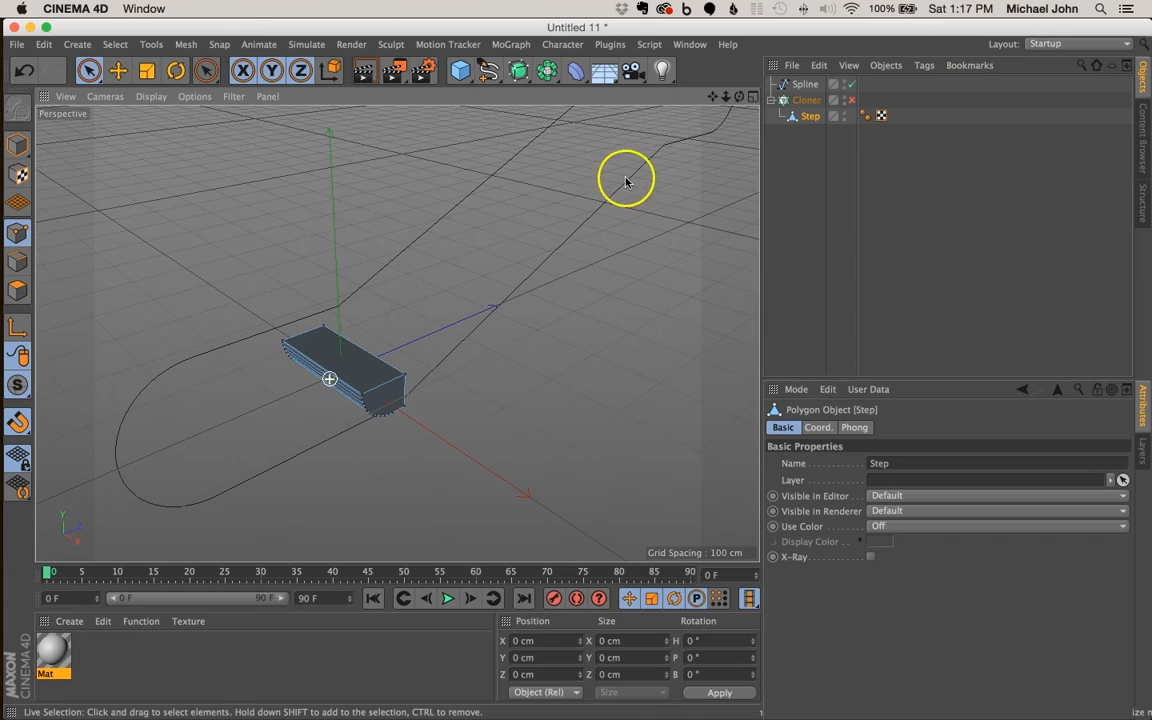 CINEMA 4D Window
100% Sat 1:17 PM Michael John
Untitled 11 *
File Edit Create Select Tools Mesh Snap Animate Simulate Render Sculpt Motion Tracker MoGraph Character Plugins Script Window Help
Layout: Startup
X Y Z
View Cameras Display Options Filter Panel
Perspective
File Edit View Objects Tags Bookmarks
Spline
Cloner
Step
Objects
Content Browser
Structure
Y
Z
X
Grid Spacing : 100 cm
Mode Edit User Data
Polygon Object [Step]
Basic Coord. Phong
Basic Properties
Name Step
Layer
Visible in Editor Default
Visible in Renderer Default
Use Color Off
Display Color
X-Ray
Attributes
Layers
0 5 10 15 20 25 30 35 40 45 50 55 60 65 70 75 80 85 90 0 F
0 F 0 F 90 F 90 F
P
Create Edit Function Texture
Mat
Position Size Rotation
X 0 cm X 0 cm H 0 °
Y 0 cm Y 0 cm P 0 °
Z 0 cm Z 0 cm B 0 °
Object (Rel) Size Apply
MAXON CINEMA 4D
Live Selection: Click and drag to select elements. Hold down SHIFT to add to the selection, CTRL to remove.